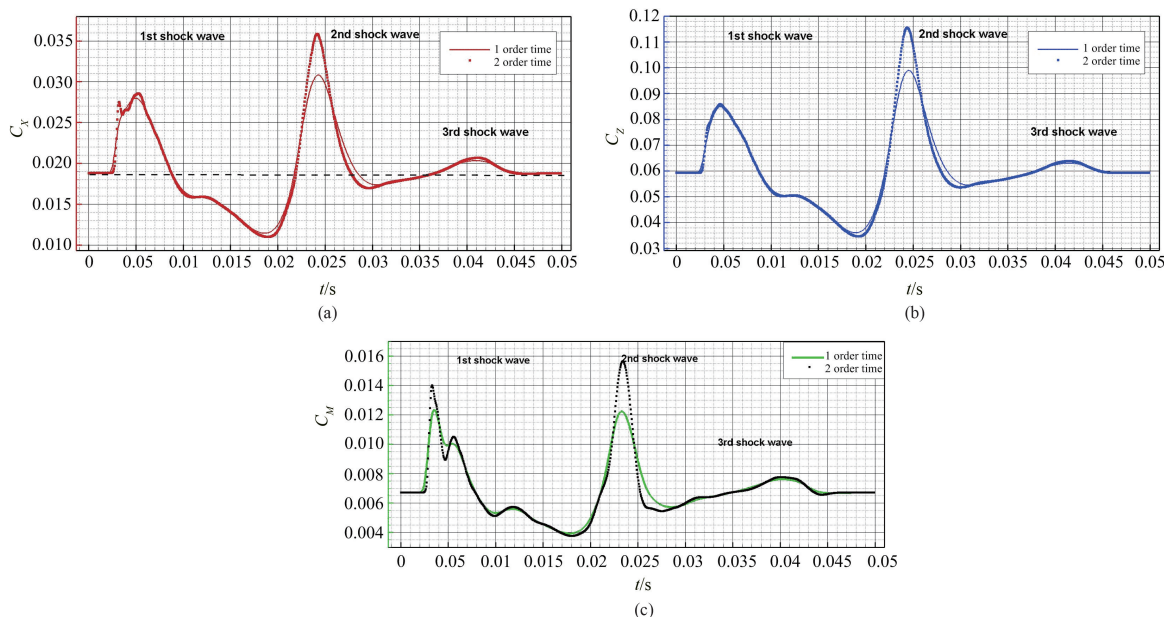 (a)
0.035
0.030
0.025
0.020
0.015
0.010
C_X
1st shock wave
2nd shock wave
3rd shock wave
1 order time
2 order time
0 0.05 0.01 0.015 0.02 0.025 0.03 0.035 0.04 0.045 0.05
t/s
(a)
(b)
0.12
0.11
0.10
0.09
0.08
0.07
0.06
0.05
0.04
0.03
C_Z
1st shock wave
2nd shock wave
3rd shock wave
1 order time
2 order time
0 0.05 0.01 0.015 0.02 0.025 0.03 0.035 0.04 0.045 0.05
t/s
(b)
0.016
0.014
0.012
0.010
0.008
0.006
0.004
C_M
1st shock wave
2nd shock wave
3rd shock wave
1 order time
2 order time
0 0.05 0.01 0.015 0.02 0.025 0.03 0.035 0.04 0.045 0.05
t/s
(c)